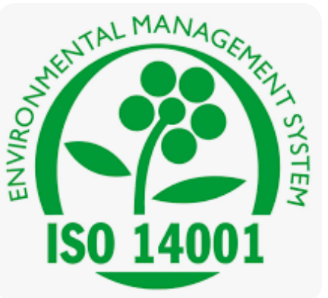 ENVIRONMENTAL MANAGEMENT SYSTEM
ISO 14001